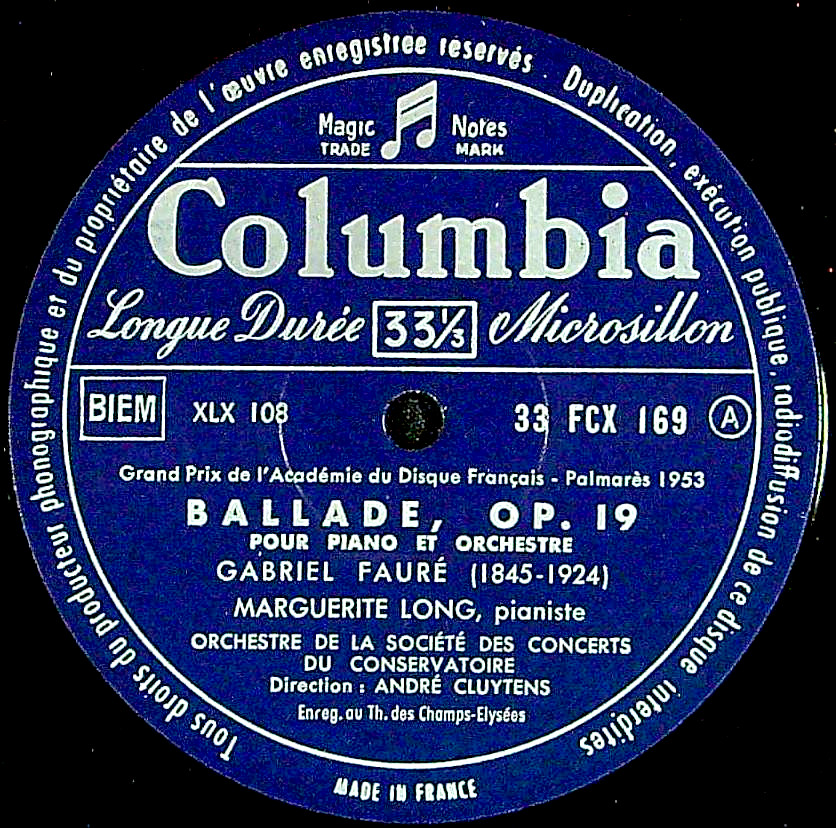 Tous droits du producteur phonographique et du propriétaire de l'œuvre enregistree reservés . Duplication, exécution publique, radiodiffusion de ce disque interdites
Magic Notes
TRADE MARK
Columbia
Longue Durée 33⅓ Microsillon
BIEM XLX 108 33 FCX 169 A
Grand Prix de l'Académie du Disque Français - Palmarès 1953
BALLADE, OP. 19
POUR PIANO ET ORCHESTRE
GABRIEL FAURÉ (1845-1924)
MARGUERITE LONG, pianiste
ORCHESTRE DE LA SOCIÉTÉ DES CONCERTS
DU CONSERVATOIRE
Direction : ANDRÉ CLUYTENS
Enreg. au Th. des Champs-Elysées
MADE IN FRANCE